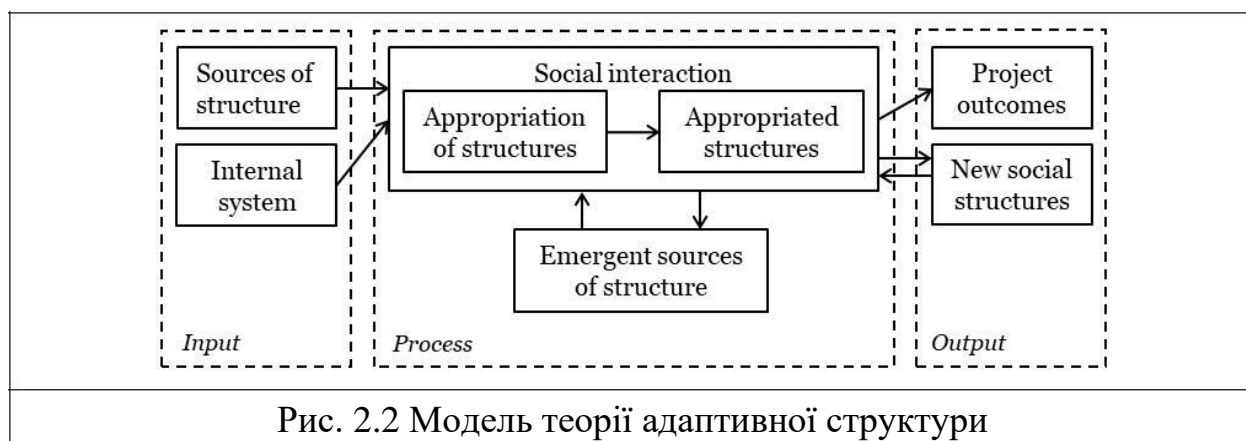 Sources of
structure
Internal
system
Input
Social interaction
Appropriation
of structures
Appropriated
structures
Emergent sources
of structure
Process
Project
outcomes
New social
structures
Output
Рис. 2.2 Модель теорії адаптивної структури